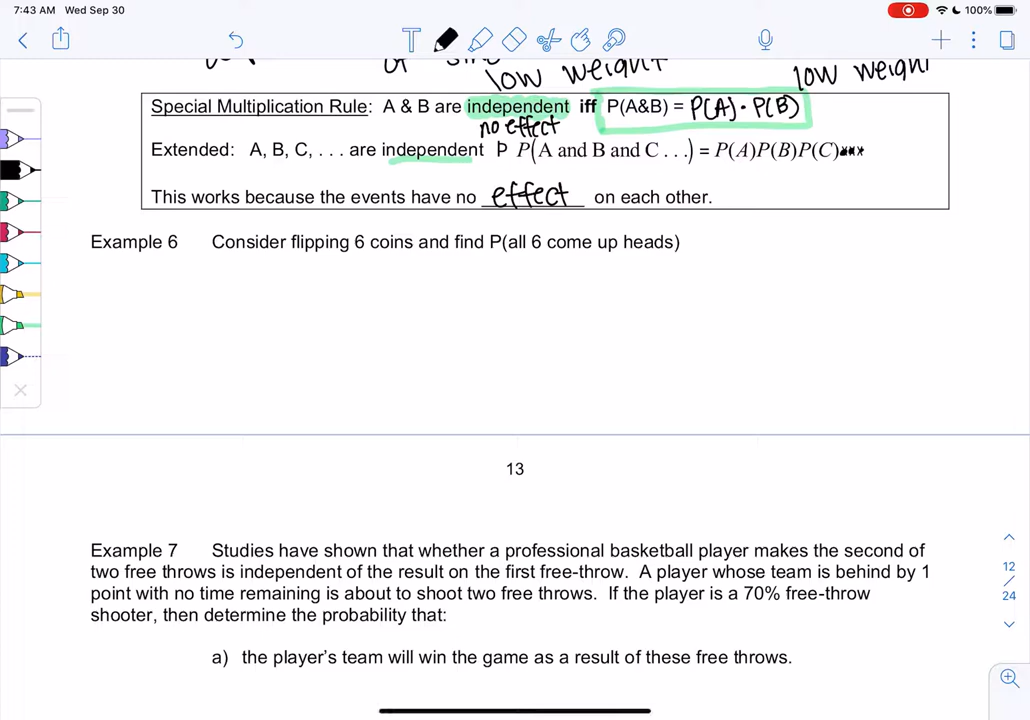 7:43 AM Wed Sep 30
100%
low weight
low weigh
Special Multiplication Rule: A & B are independent iff P(A&B) = P(A) · P(B)
no effect
Extended: A, B, C, . . . are independent Þ P(A and B and C . . .) = P(A)P(B)P(C)
This works because the events have no effect on each other.
Example 6 Consider flipping 6 coins and find P(all 6 come up heads)
13
Example 7 Studies have shown that whether a professional basketball player makes the second of
two free throws is independent of the result on the first free-throw. A player whose team is behind by 1
point with no time remaining is about to shoot two free throws. If the player is a 70% free-throw
shooter, then determine the probability that:
a) the player's team will win the game as a result of these free throws.
12
/
24